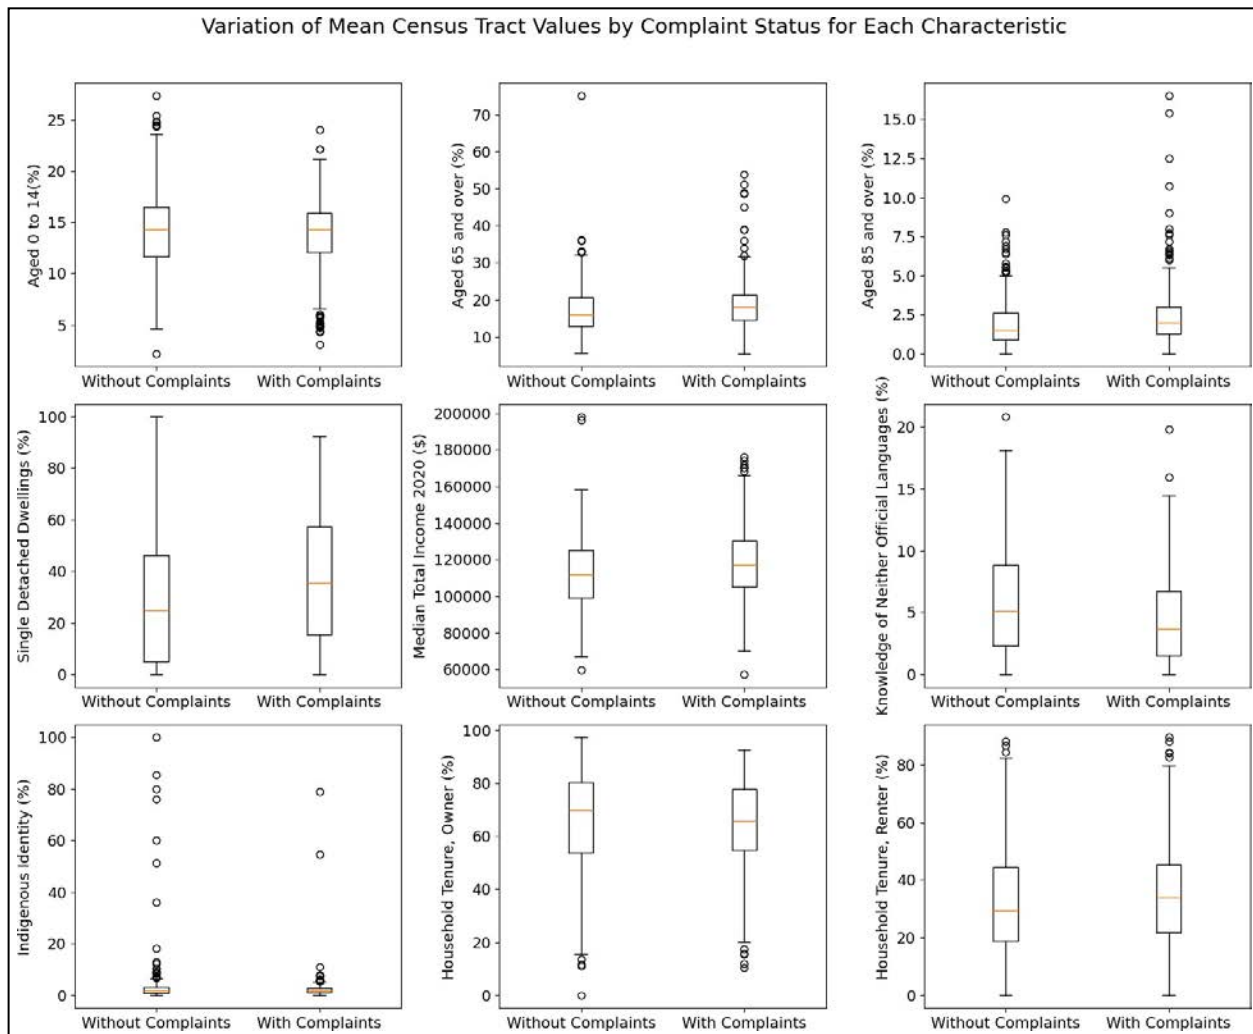 Variation of Mean Census Tract Values by Complaint Status for Each Characteristic
Aged 0 to 14(%)
25
20
15
10
5
Without Complaints With Complaints
Aged 65 and over (%)
70
60
50
40
30
20
10
Without Complaints With Complaints
Aged 85 and over (%)
15.0
12.5
10.0
7.5
5.0
2.5
0.0
Without Complaints With Complaints
Single Detached Dwellings (%)
100
80
60
40
20
0
Without Complaints With Complaints
Median Total Income 2020 ($)
200000
180000
160000
140000
120000
100000
80000
60000
Without Complaints With Complaints
Knowledge of Neither Official Languages (%)
20
15
10
5
0
Without Complaints With Complaints
Indigenous Identity (%)
100
80
60
40
20
0
Without Complaints With Complaints
Household Tenure, Owner (%)
100
80
60
40
20
0
Without Complaints With Complaints
Household Tenure, Renter (%)
80
60
40
20
0
Without Complaints With Complaints